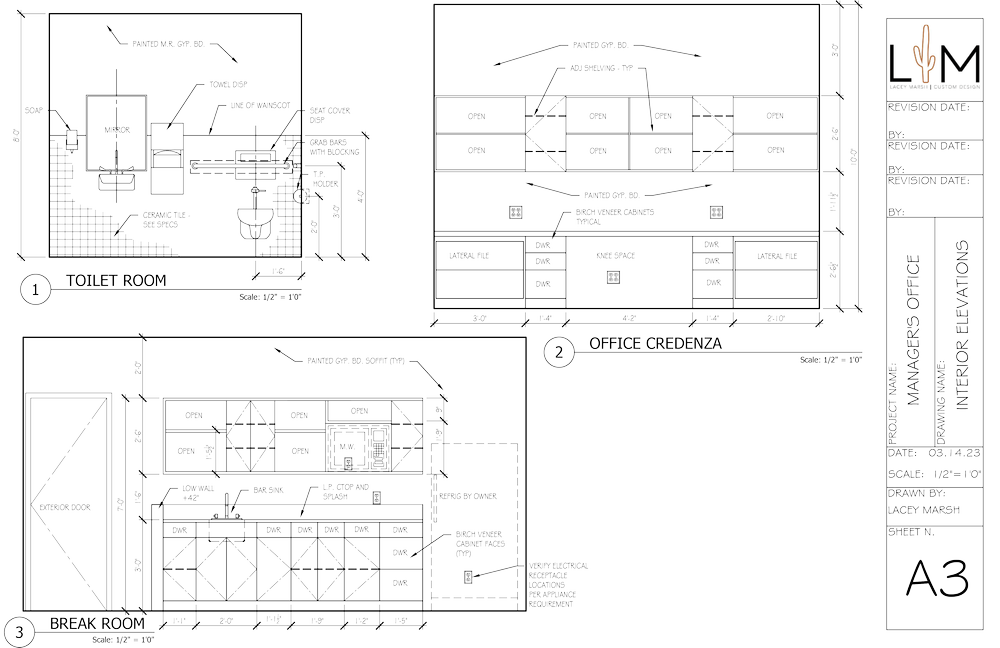 PAINTED M.R. GYP. BD.
TOWEL DISP
SOAP
LINE OF WAINSCOT
SEAT COVER
DISP
MIRROR
GRAB BARS
WITH BLOCKING
T.P.
HOLDER
CERAMIC TILE -
SEE SPECS
8'-0"
2'-0"
3'-0"
4'-0"
1'-6"
1
TOILET ROOM
Scale: 1/2" = 1'0"
PAINTED GYP. BD.
ADJ SHELVING - TYP
OPEN
OPEN
OPEN
OPEN
OPEN
OPEN
OPEN
OPEN
PAINTED GYP. BD.
BIRCH VENEER CABINETS
TYPICAL
LATERAL FILE
DWR
DWR
DWR
KNEE SPACE
DWR
DWR
DWR
LATERAL FILE
3'-0"
2'-6"
10'-0"
3'-0"
1'-4"
4'-2"
1'-4"
2'-10"
2
OFFICE CREDENZA
Scale: 1/2" = 1'0"
PAINTED GYP. BD. SOFFIT (TYP)
2'-0"
2'-6"
1'-6"
3'-0"
7'-0"
OPEN
OPEN
OPEN
OPEN
OPEN
M.W.
LOW WALL
+42"
BAR SINK
L.P. CTOP AND
SPLASH
REFRIG BY OWNER
EXTERIOR DOOR
DWR
DWR
DWR
DWR
DWR
DWR
DWR
BIRCH VENEER
CABINET FACES
(TYP)
VERIFY ELECTRICAL
RECEPTACLE
LOCATIONS
PER APPLIANCE
REQUIREMENT
1'-1"
2'-0"
1'-9"
1'-2"
1'-5"
3
BREAK ROOM
Scale: 1/2" = 1'0"
LM
LACEY MARSH | CUSTOM DESIGN
REVISION DATE:
BY:
REVISION DATE:
BY:
REVISION DATE:
BY:
PROJECT NAME:
MANAGER'S OFFICE
DRAWING NAME:
INTERIOR ELEVATIONS
DATE: 03.14.23
SCALE: 1/2"=1'0"
DRAWN BY:
LACEY MARSH
SHEET N.
A3